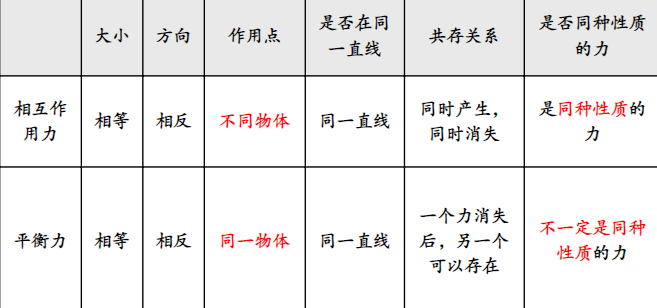 大小
方向
作用点
是否在同
一直线
共存关系
是否同种性质
的力
相互作
用力
相等
相反
不同物体
同一直线
同时产生，
同时消失
是同种性质的
力
平衡力
相等
相反
同一物体
同一直线
一个力消失
后，另一个
可以存在
不一定是同种
性质的力